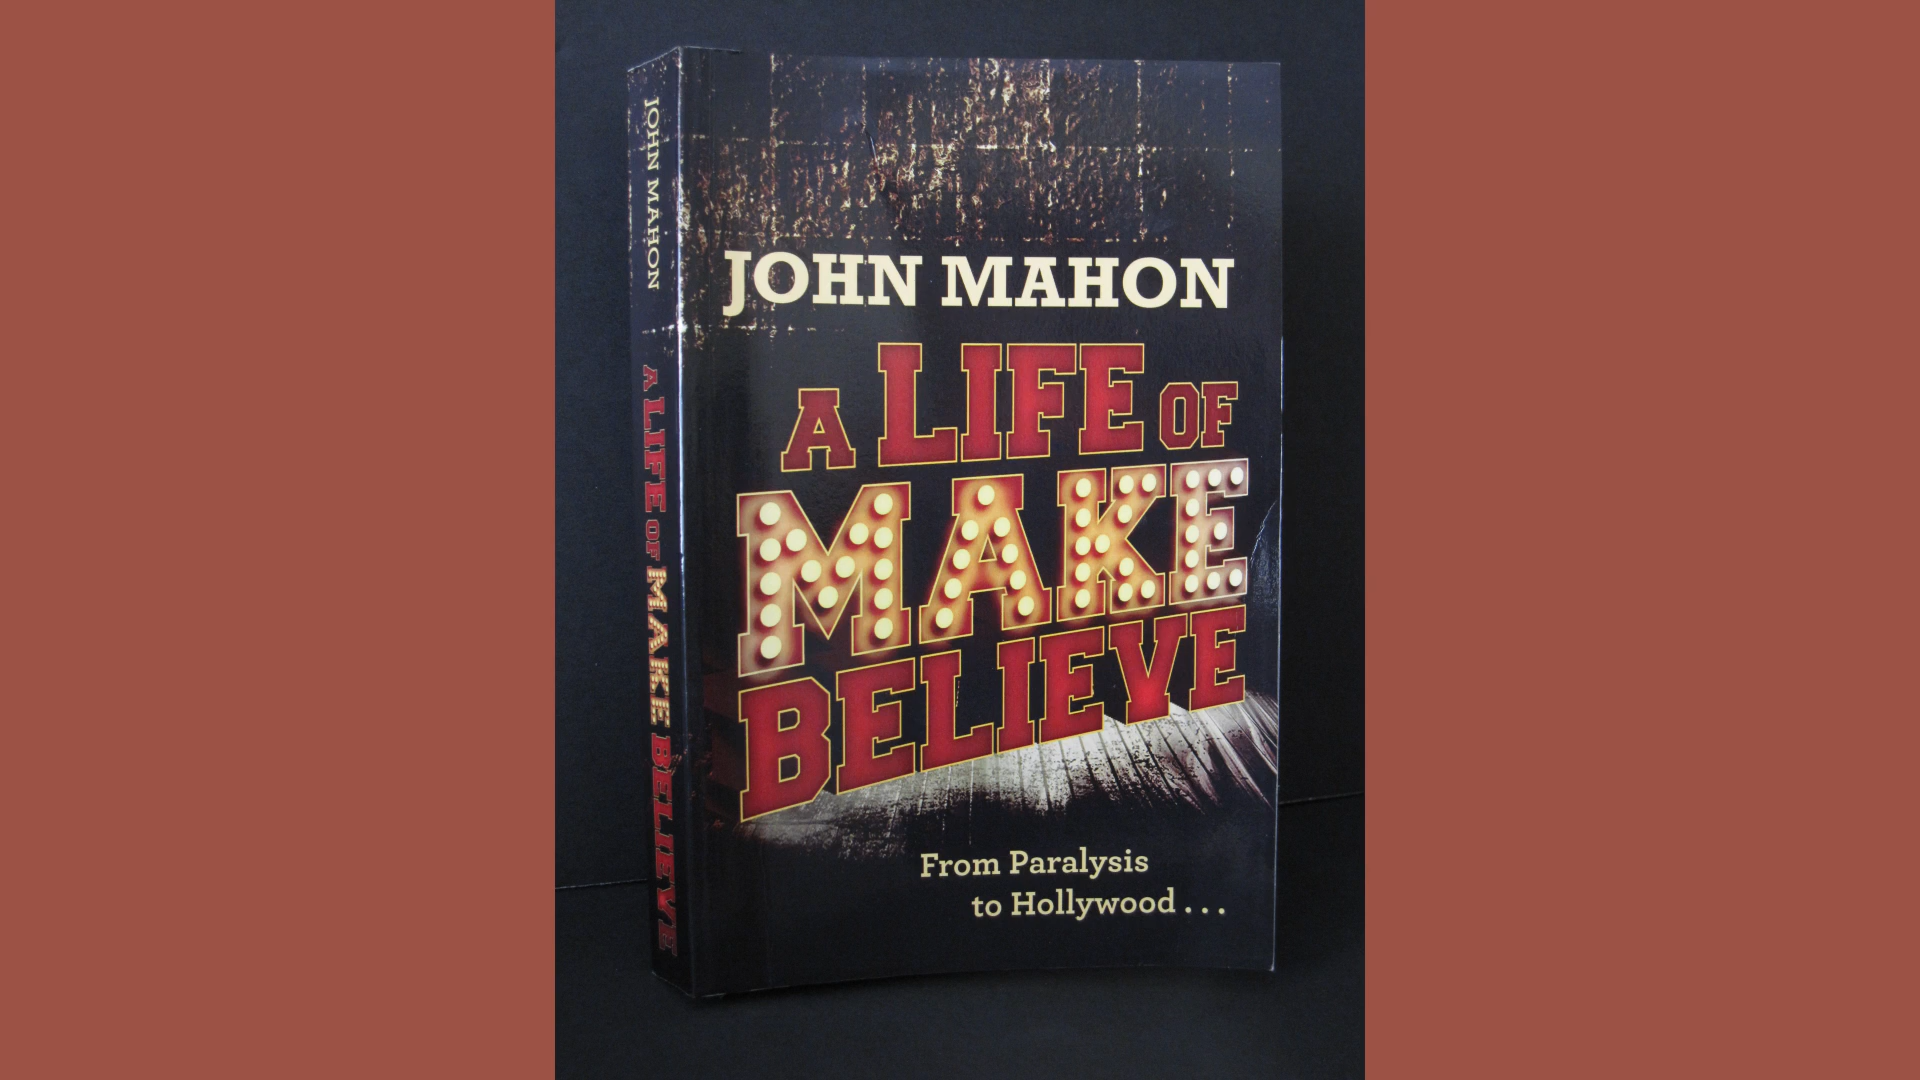 JOHN MAHON
A LIFE OF MAKE BELIEVE
JOHN MAHON
A LIFE OF
MAKE
BELIEVE
From Paralysis
to Hollywood . . .